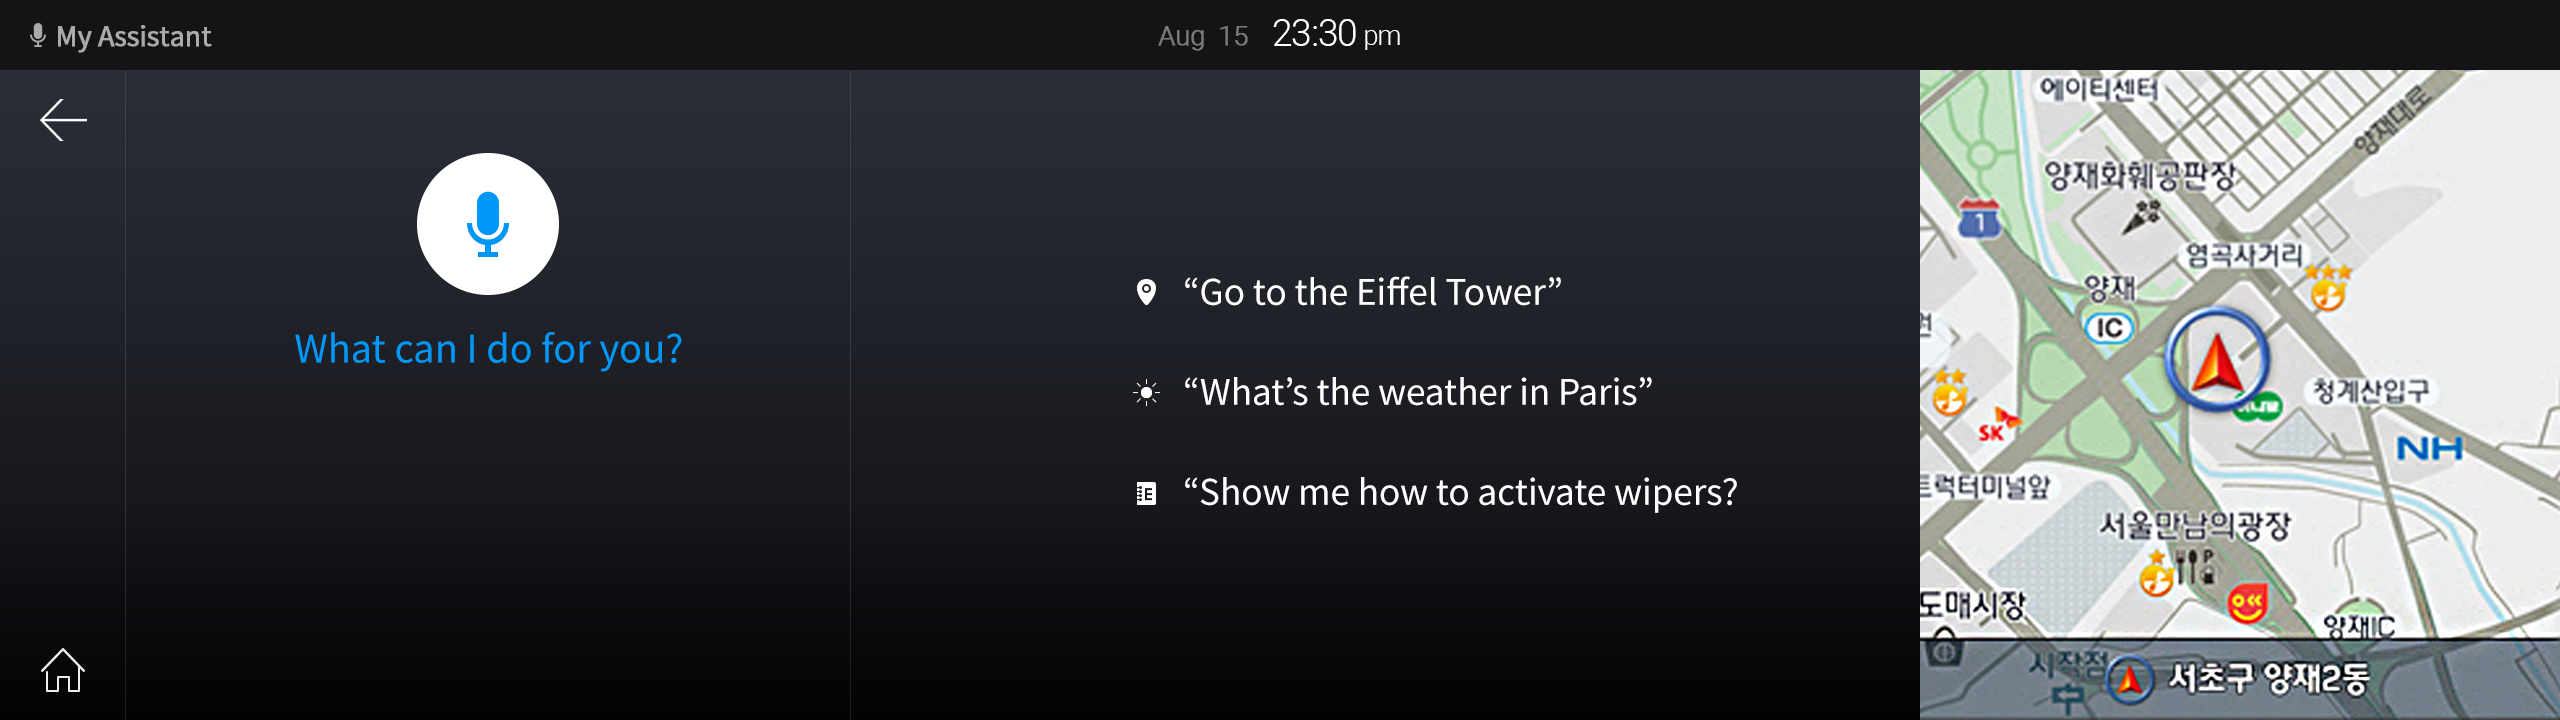 My Assistant
Aug 15 23:30 pm
What can I do for you?
“Go to the Eiffel Tower”
“What’s the weather in Paris”
“Show me how to activate wipers?
에이티센터
양재대로
양재화훼공판장
1
염곡사거리
양재
IC
청계산입구
SK
NH
트럭터미널앞
서울만남의광장
P
도매시장
양재IC
시작점
서초구 양재2동